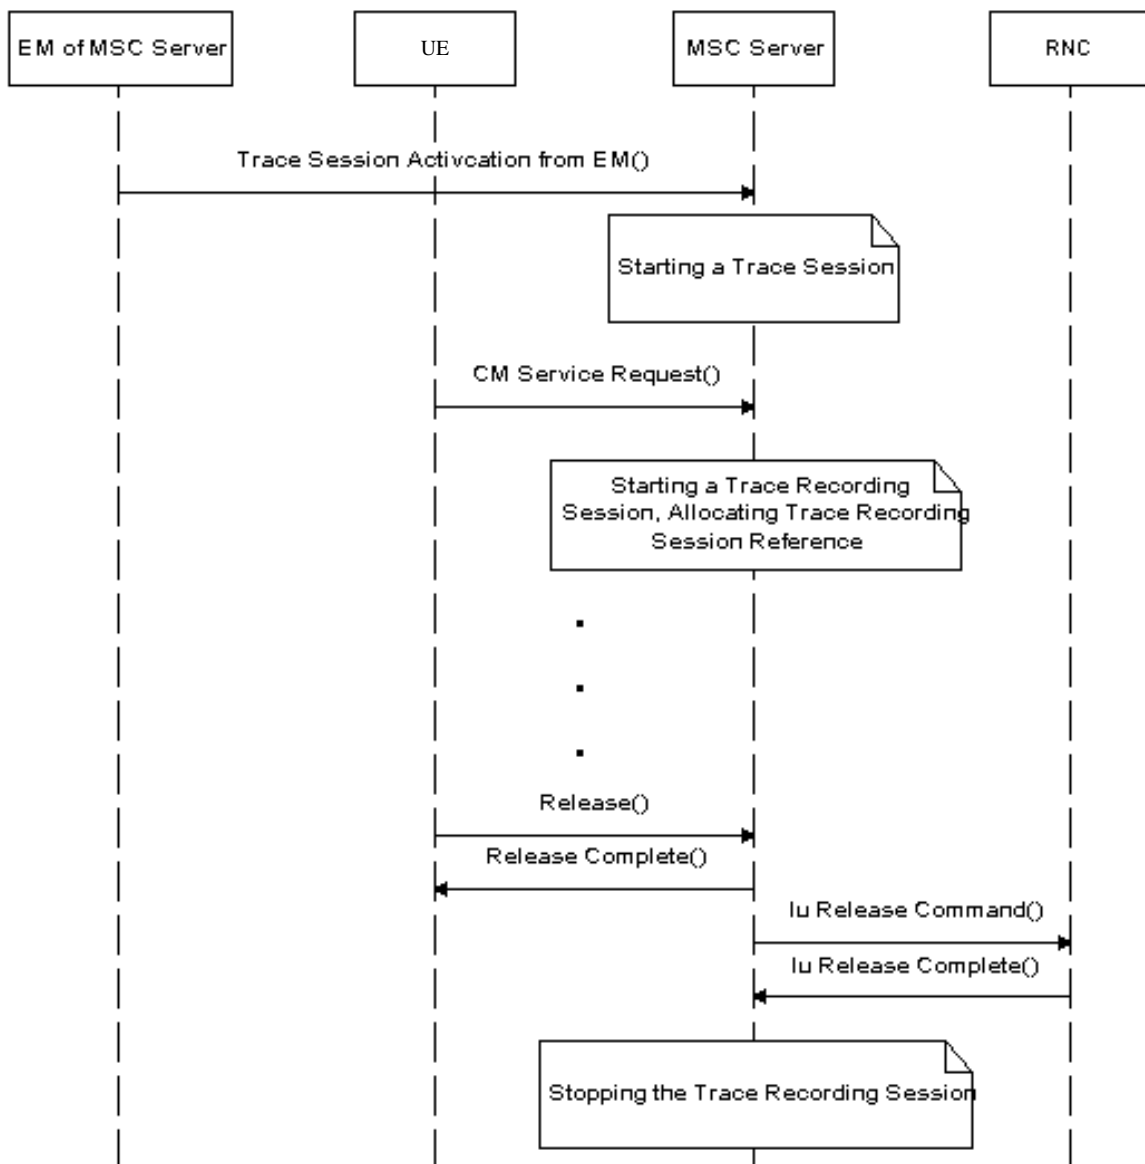 EM of MSC Server
UE
MSC Server
RNC
Trace Session Activcation from EM()
Starting a Trace Session
CM Service Request()
Starting a Trace Recording
Session, Allocating Trace Recording
Session Reference
Release()
Release Complete()
Iu Release Command()
Iu Release Complete()
Stopping the Trace Recording Session